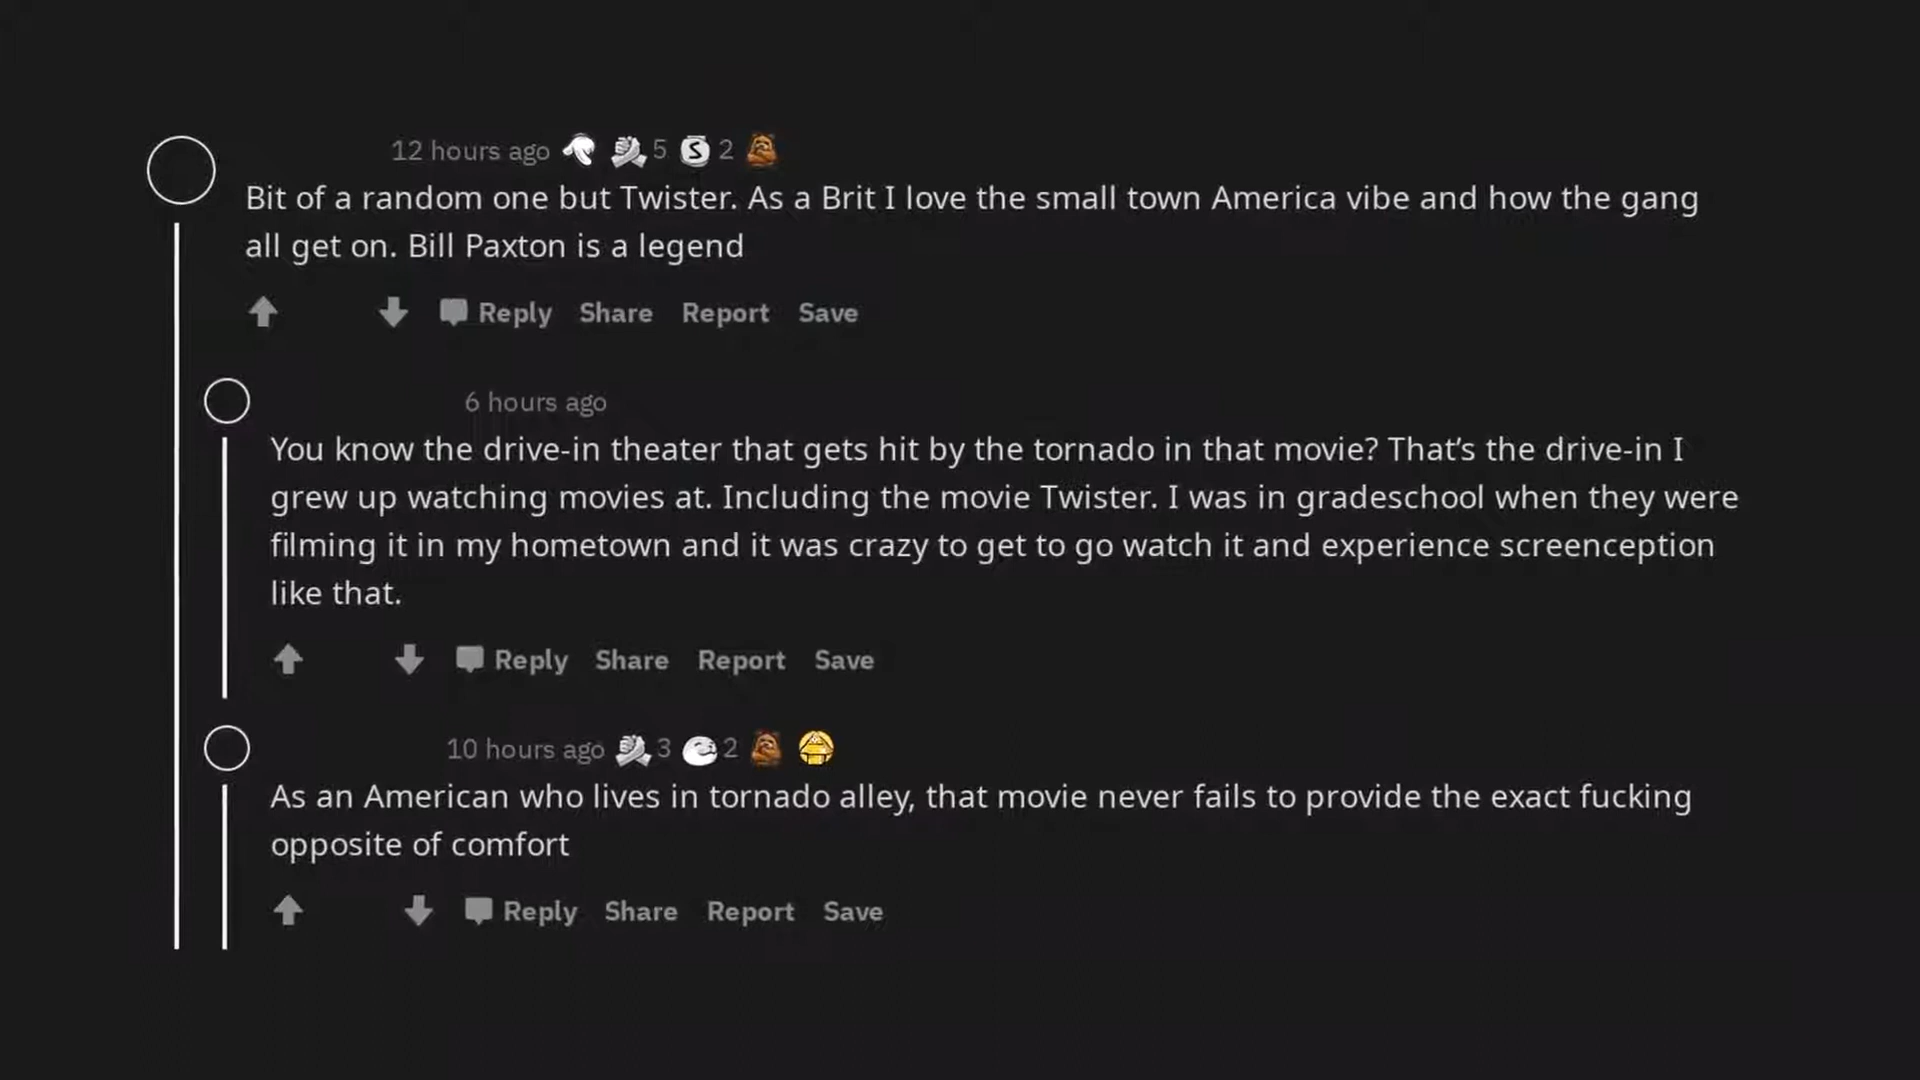 12 hours ago 5 S 2
Bit of a random one but Twister. As a Brit I love the small town America vibe and how the gang
all get on. Bill Paxton is a legend
Reply Share Report Save
6 hours ago
You know the drive-in theater that gets hit by the tornado in that movie? That’s the drive-in I
grew up watching movies at. Including the movie Twister. I was in gradeschool when they were
filming it in my hometown and it was crazy to get to go watch it and experience screenception
like that.
Reply Share Report Save
10 hours ago 3 2
As an American who lives in tornado alley, that movie never fails to provide the exact fucking
opposite of comfort
Reply Share Report Save